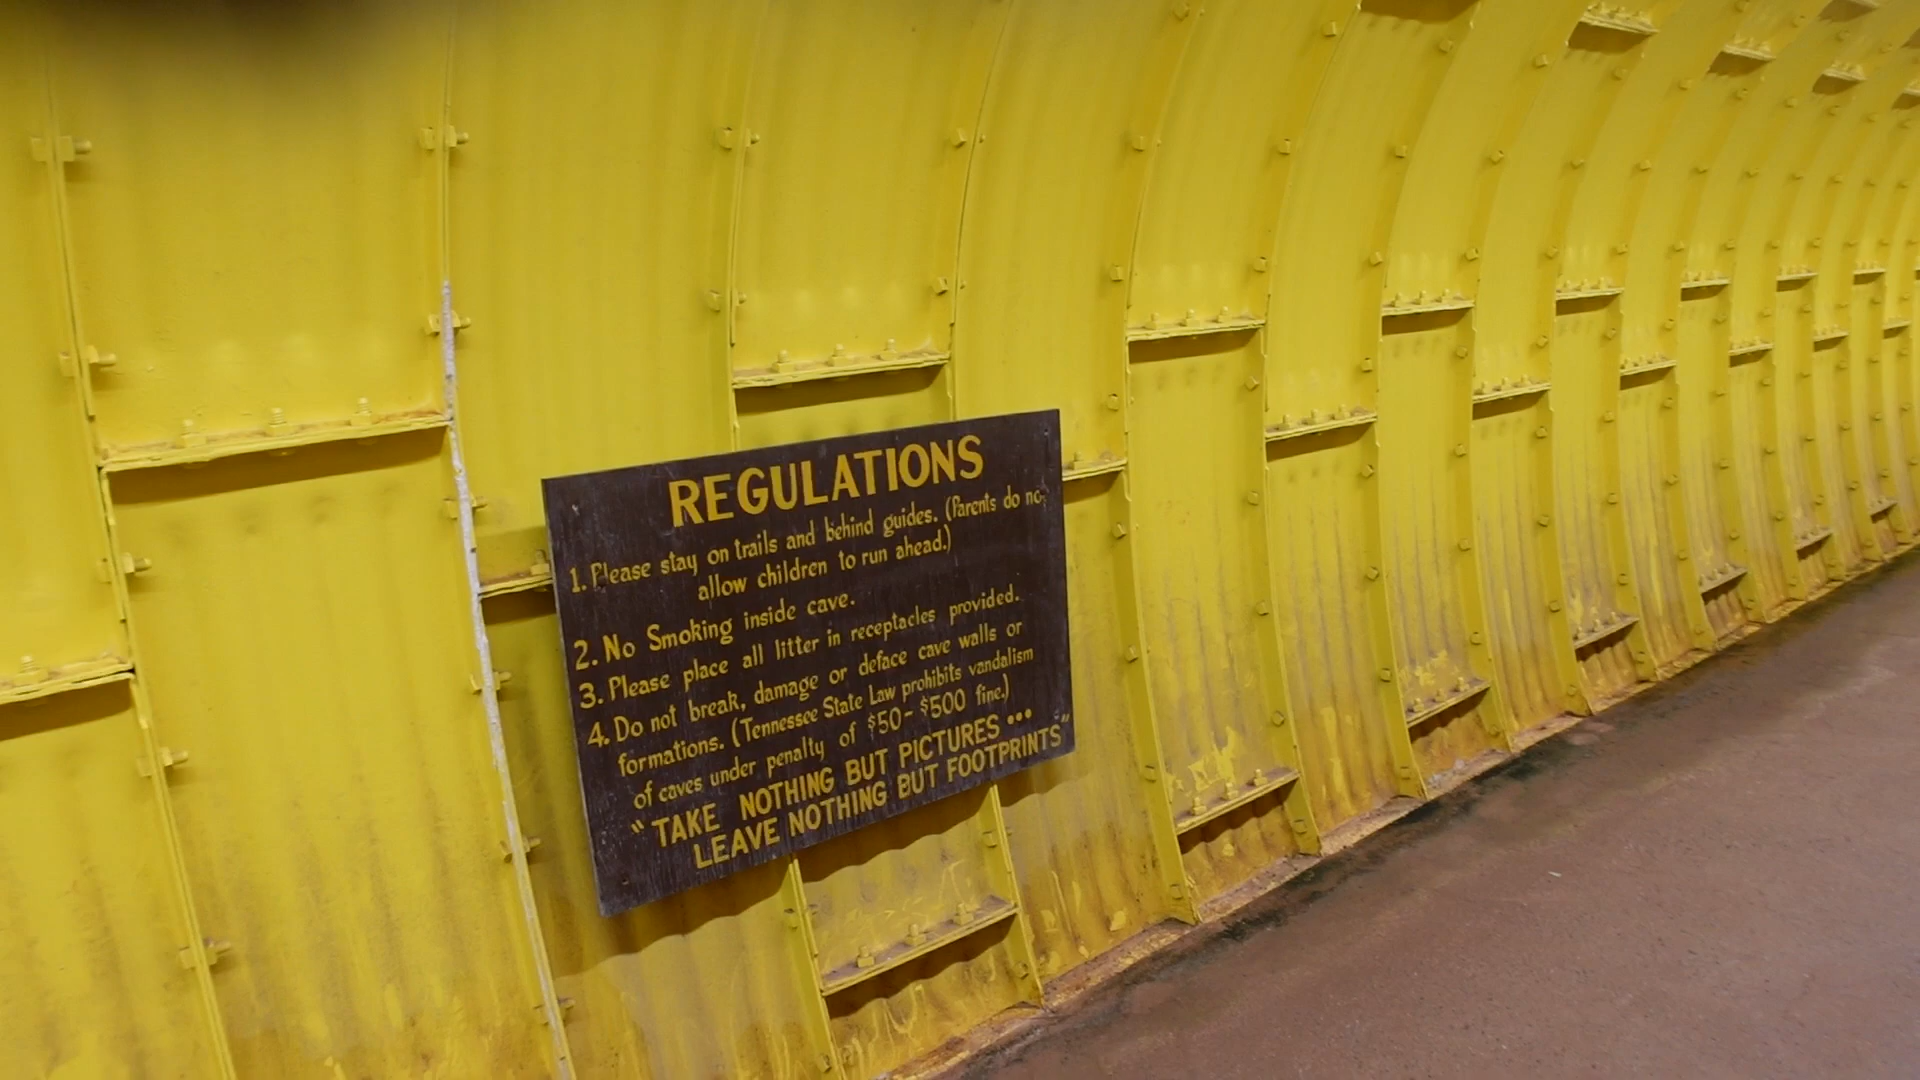 REGULATIONS
1. Please stay on trails and behind guides. (Parents do no
allow children to run ahead.)
2. No Smoking inside cave.
3. Please place all litter in receptacles provided.
4. Do not break, damage or deface cave walls or
formations. (Tennessee State Law prohibits vandalism
of caves under penalty of $50-$500 fine.)
"TAKE NOTHING BUT PICTURES ...
LEAVE NOTHING BUT FOOTPRINTS"